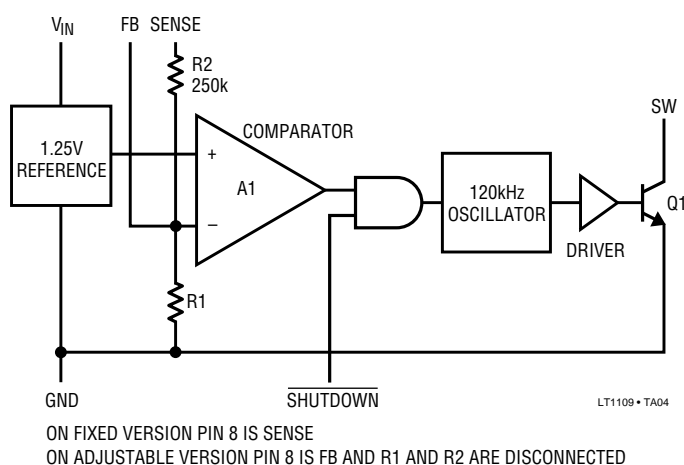 VIN
FB SENSE
R2
250k
SW
1.25V
REFERENCE
COMPARATOR
+
A1
−
120kHz
OSCILLATOR
Q1
DRIVER
R1
GND
SHUTDOWN
LT1109 • TA04
ON FIXED VERSION PIN 8 IS SENSE
ON ADJUSTABLE VERSION PIN 8 IS FB AND R1 AND R2 ARE DISCONNECTED